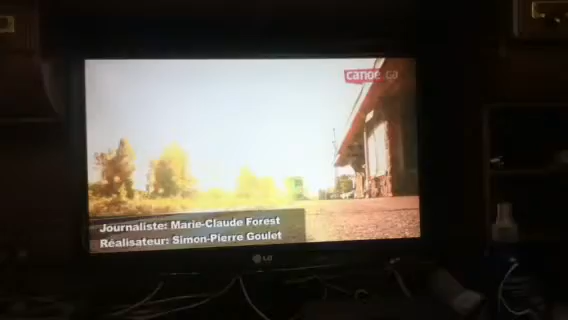 canoe.ca
Journaliste: Marie-Claude Forest
Réalisateur: Simon-Pierre Goulet
LG